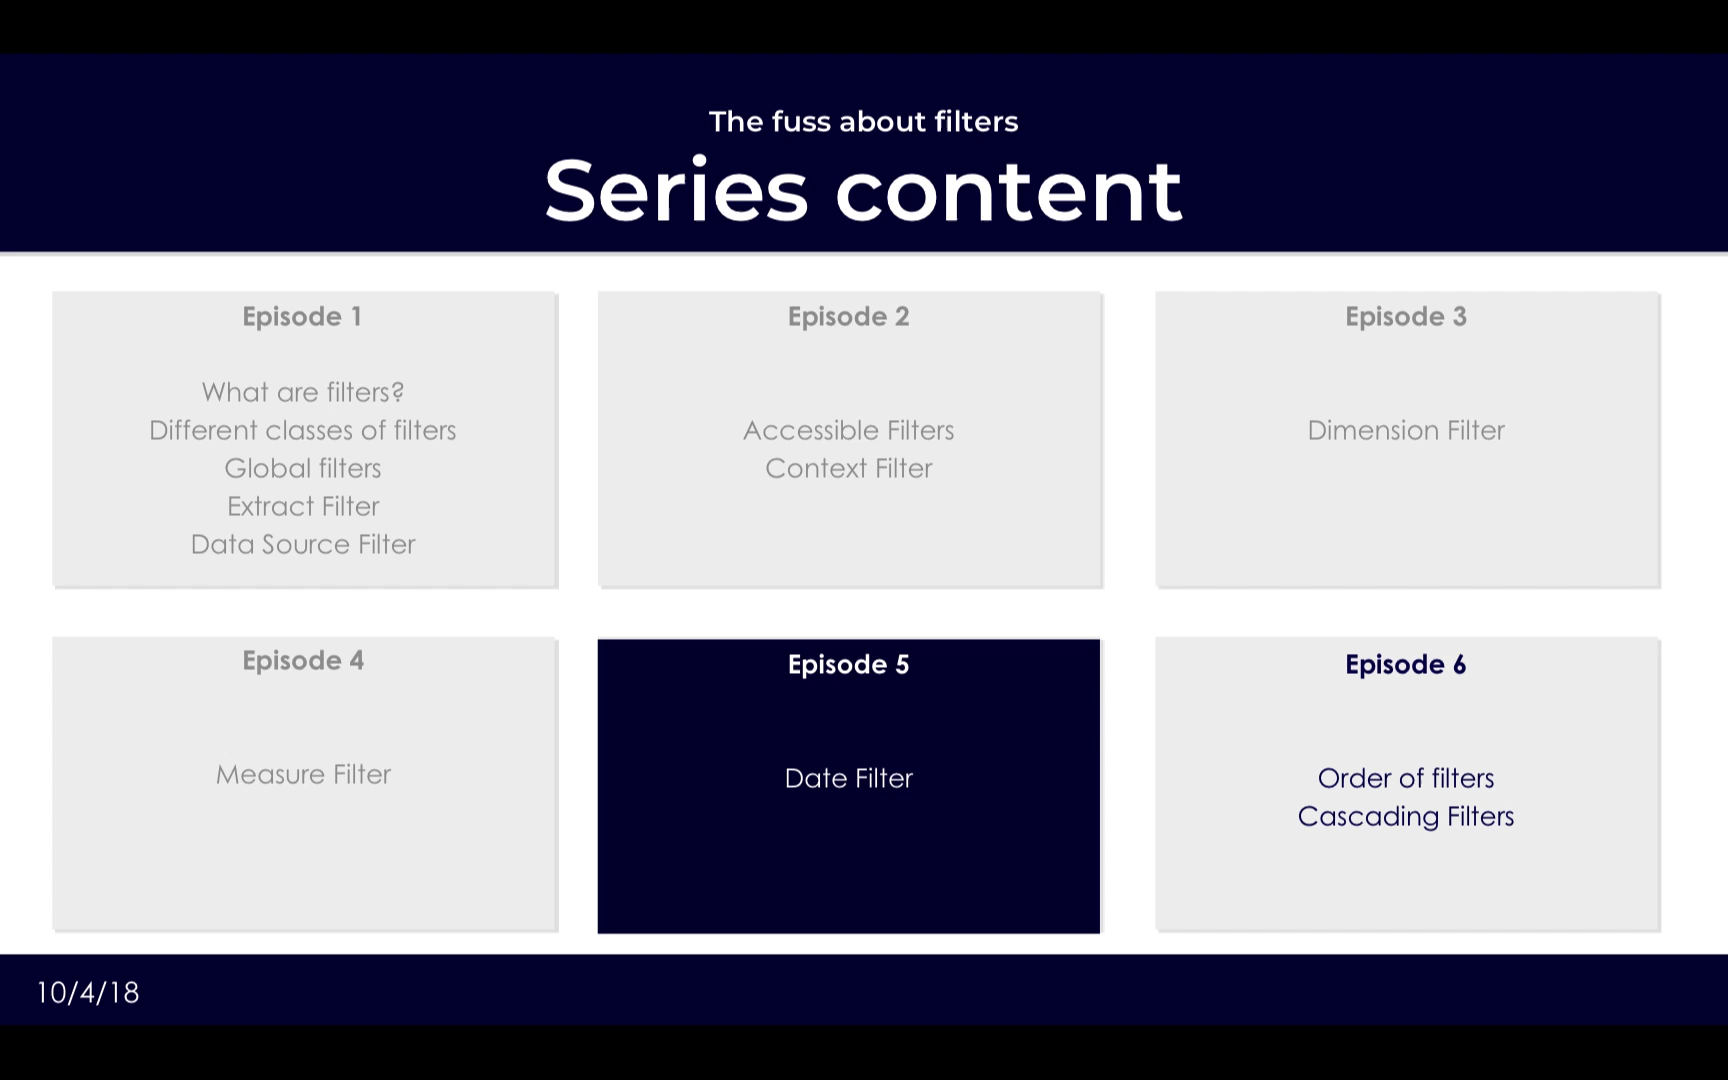 The fuss about filters
Series content
Episode 1
What are filters?
Different classes of filters
Global filters
Extract Filter
Data Source Filter
Episode 2
Accessible Filters
Context Filter
Episode 3
Dimension Filter
Episode 4
Measure Filter
Episode 5
Date Filter
Episode 6
Order of filters
Cascading Filters
10/4/18